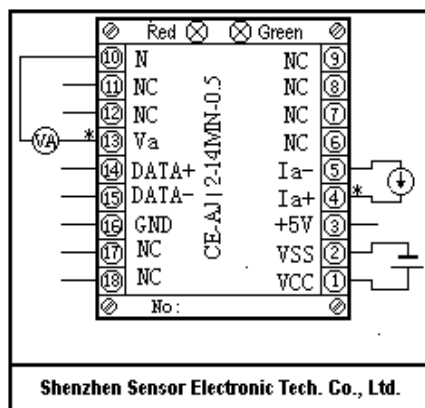 Red Green
10 N NC 9
11 NC NC 8
12 NC NC 7
VA * 13 Va NC 6
14 DATA+ Ia- 5
15 DATA- Ia+ 4 *
16 GND +5V 3
17 NC VSS 2
18 NC VCC 1
CE-AJ12-14MN-0.5
No:
Shenzhen Sensor Electronic Tech. Co., Ltd.